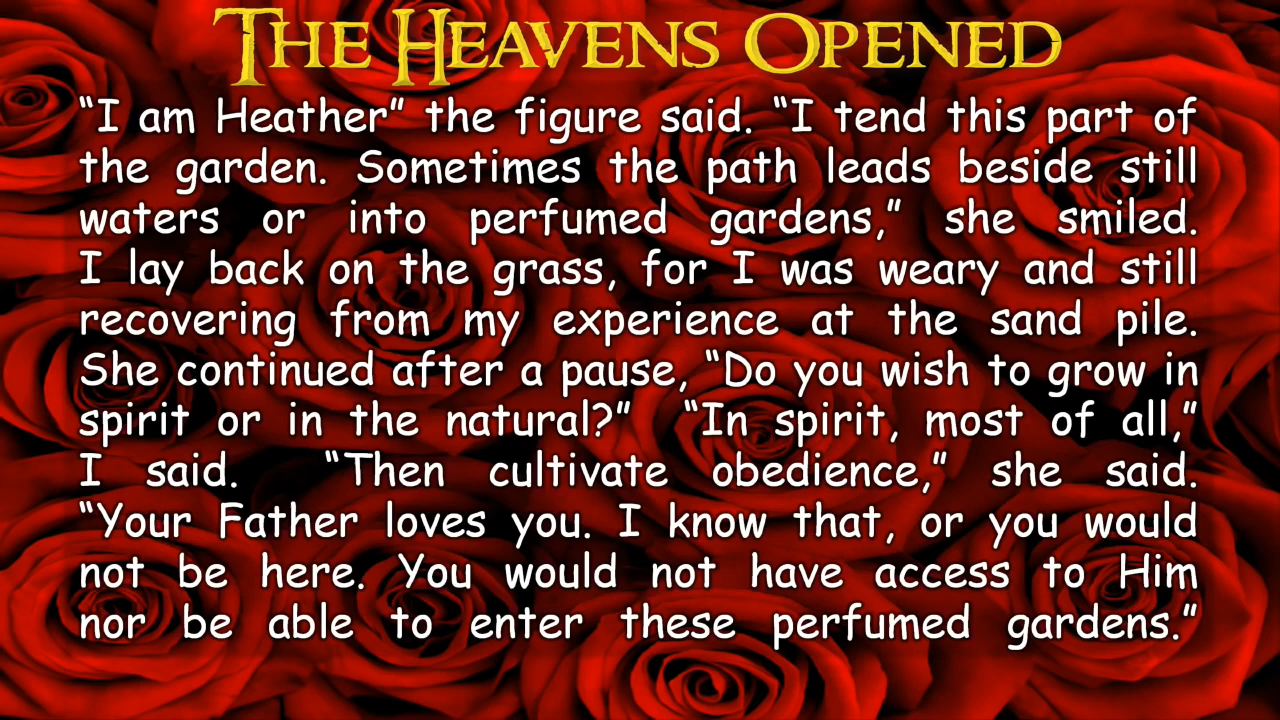 THE HEAVENS OPENED
“I am Heather” the figure said. “I tend this part of
the garden. Sometimes the path leads beside still
waters or into perfumed gardens,” she smiled.
I lay back on the grass, for I was weary and still
recovering from my experience at the sand pile.
She continued after a pause, “Do you wish to grow in
spirit or in the natural?” “In spirit, most of all,”
I said. “Then cultivate obedience,” she said.
“Your Father loves you. I know that, or you would
not be here. You would not have access to Him
nor be able to enter these perfumed gardens.”